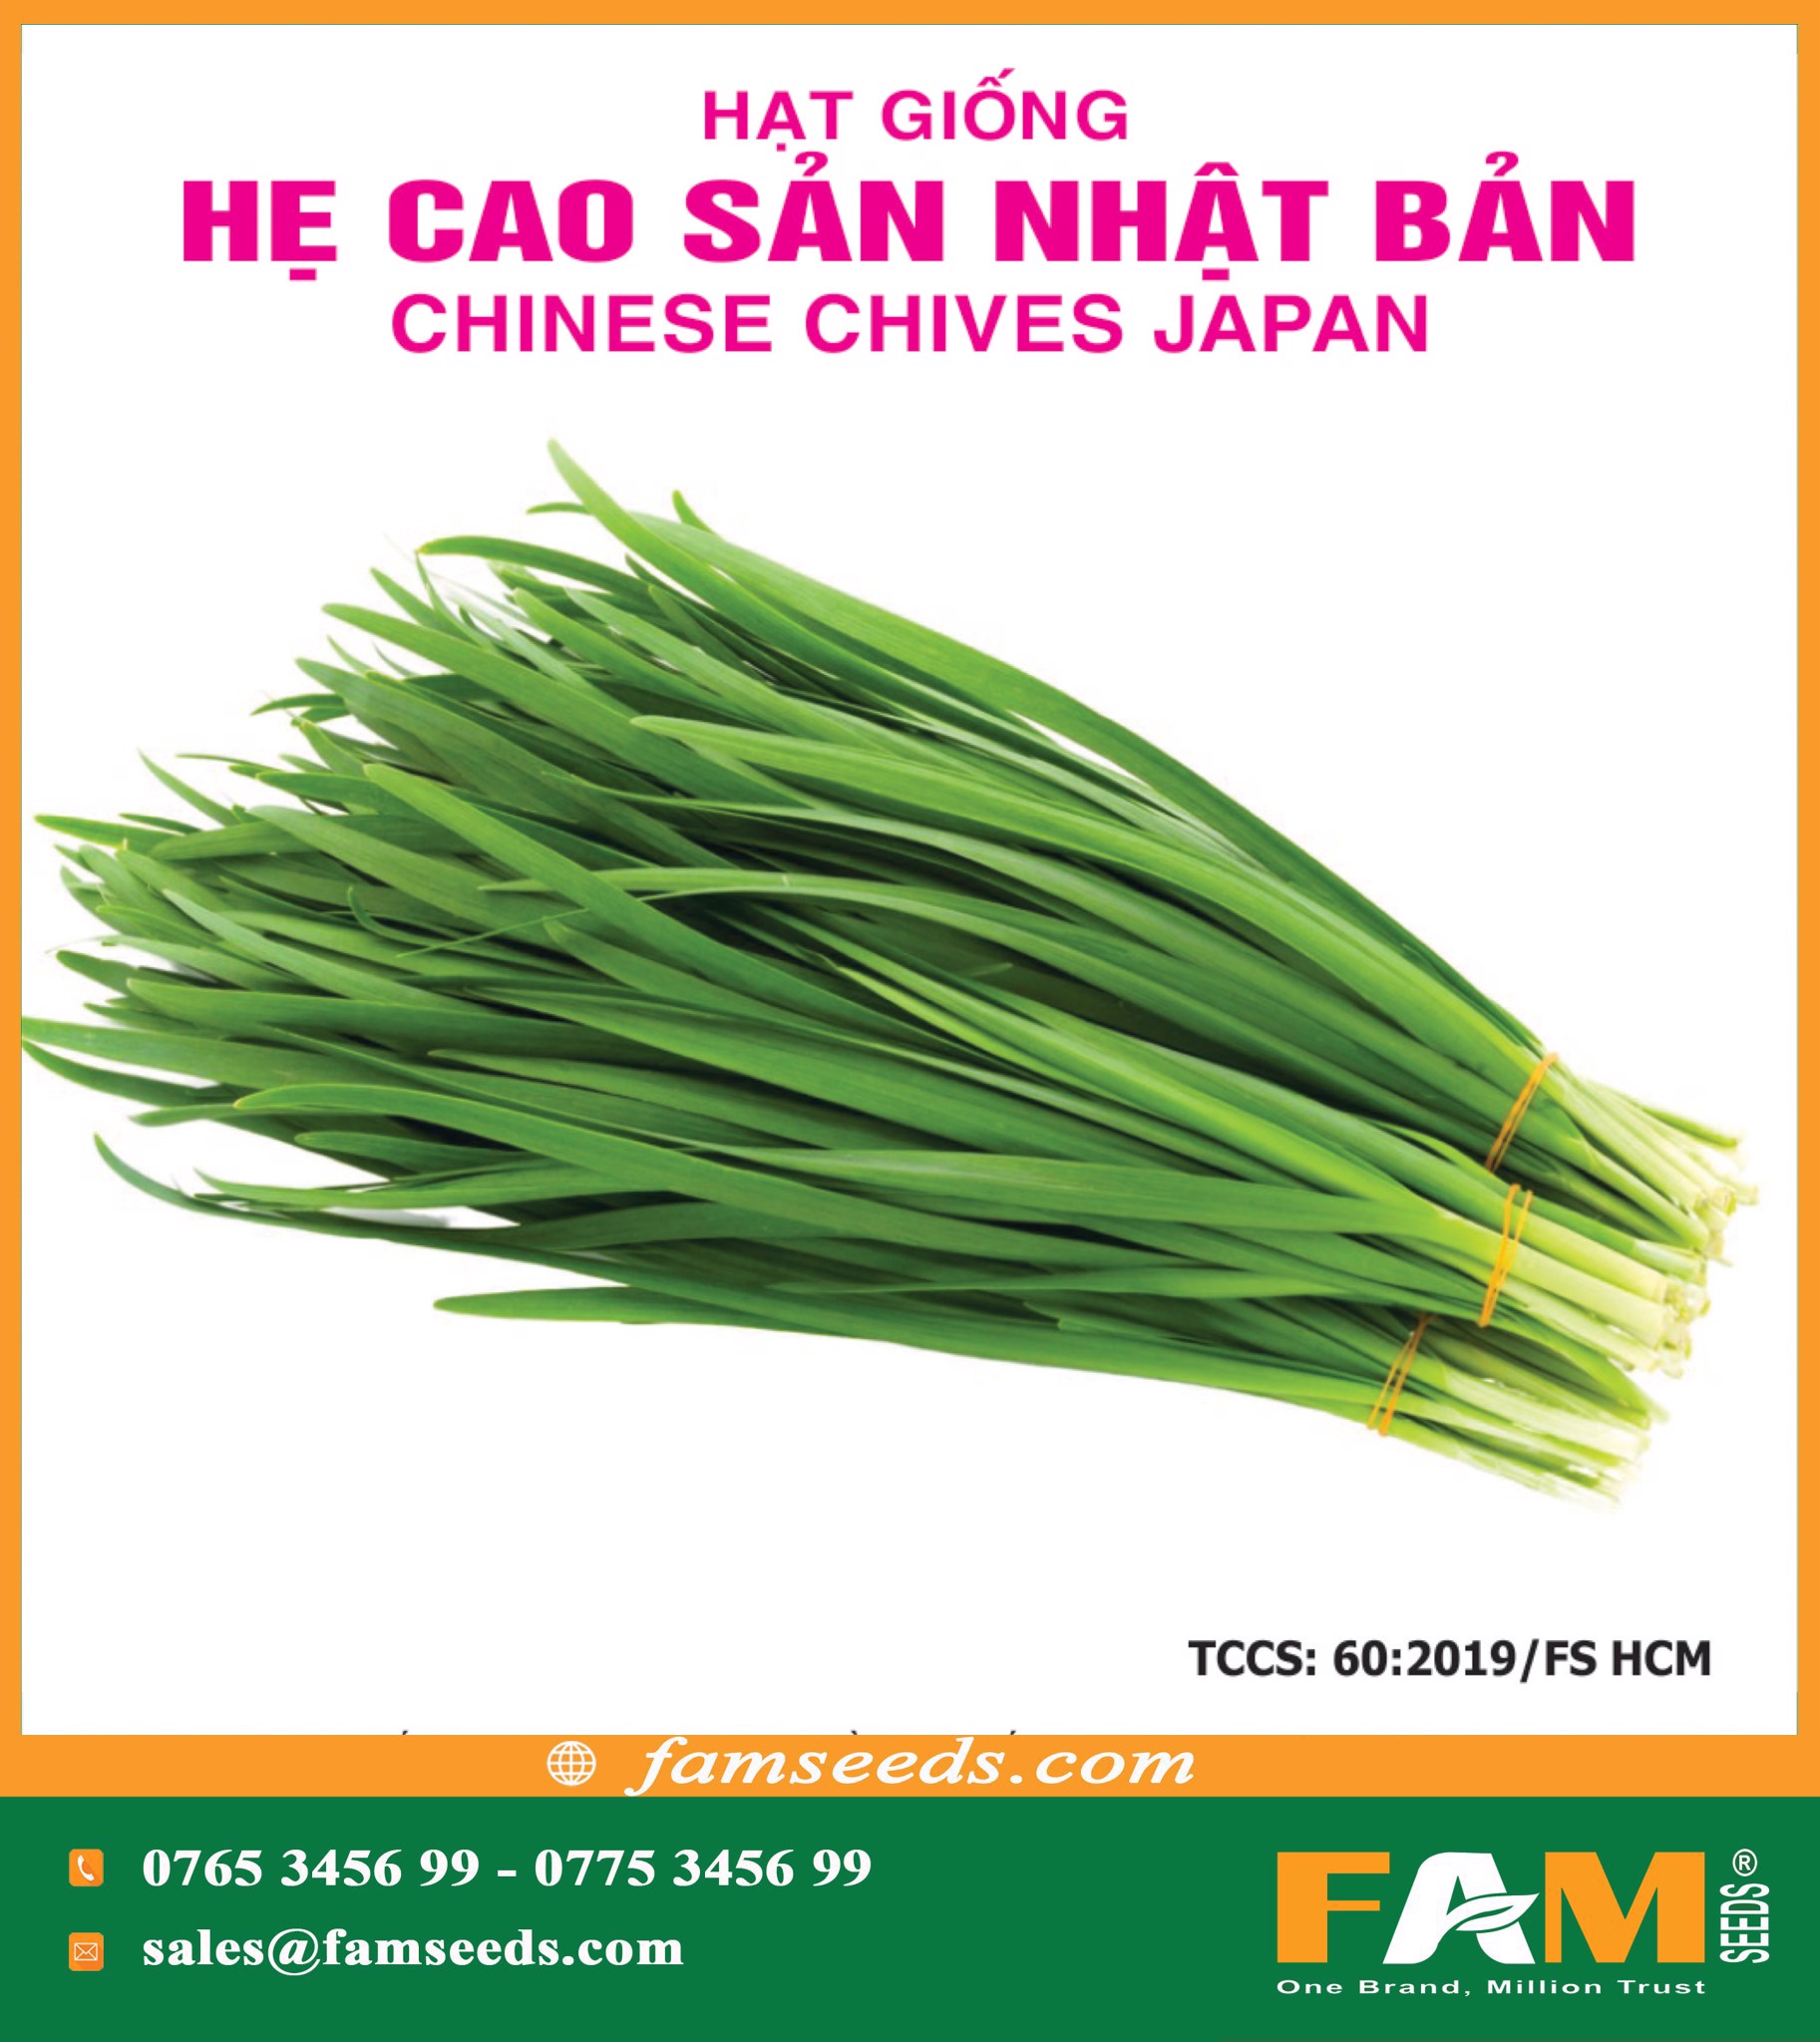 HẠT GIỐNG
HẸ CAO SẢN NHẬT BẢN
CHINESE CHIVES JAPAN
TCCS: 60:2019/FS HCM
famseeds.com
0765 3456 99 - 0775 3456 99
sales@famseeds.com
FAM SEEDS®
One Brand, Million Trust